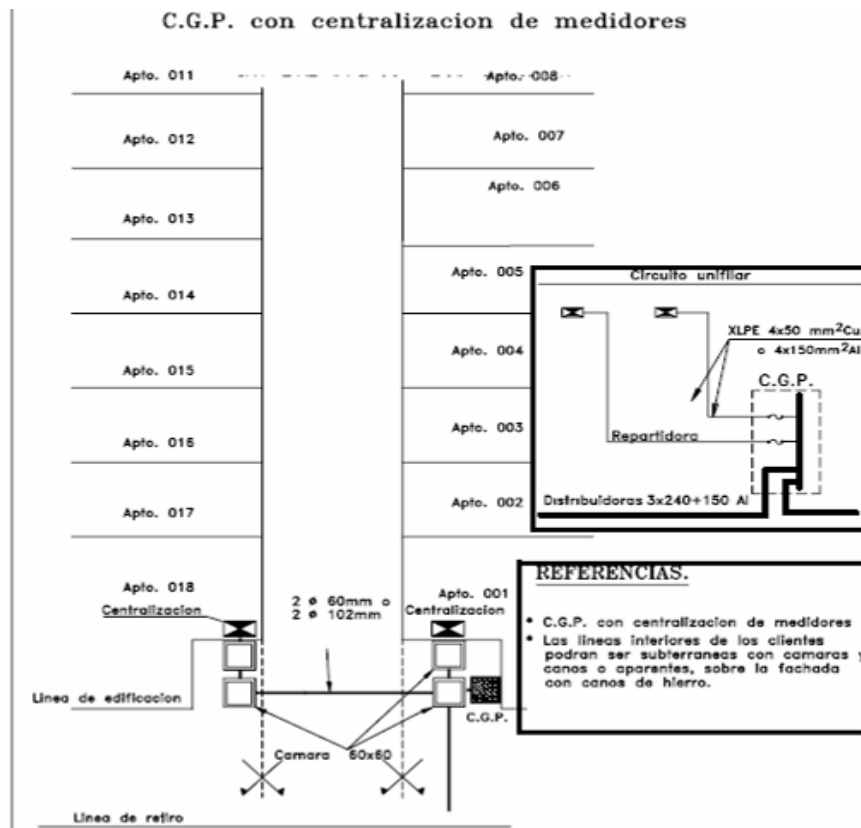 C.G.P. con centralizacion de medidores
Apto. 011
Apto. 012
Apto. 013
Apto. 014
Apto. 015
Apto. 016
Apto. 017
Apto. 018
Centralizacion
Apto. 008
Apto. 007
Apto. 006
Apto. 005
Apto. 004
Apto. 003
Apto. 002
Apto. 001
Centralizacion
2 ø 60mm o
2 ø 102mm
Linea de edificacion
C.G.P.
Camara 60x60
Linea de retiro
Circuito unifilar
XLPE 4x50 mm²Cu
o 4x150mm²Al
C.G.P.
Repartidora
Distribuidoras 3x240+150 Al
REFERENCIAS.
• C.G.P. con centralizacion de medidores
• Las lineas interiores de los clientes
podran ser subterraneas con camaras y
canos o aparentes, sobre la fachada
con canos de hierro.